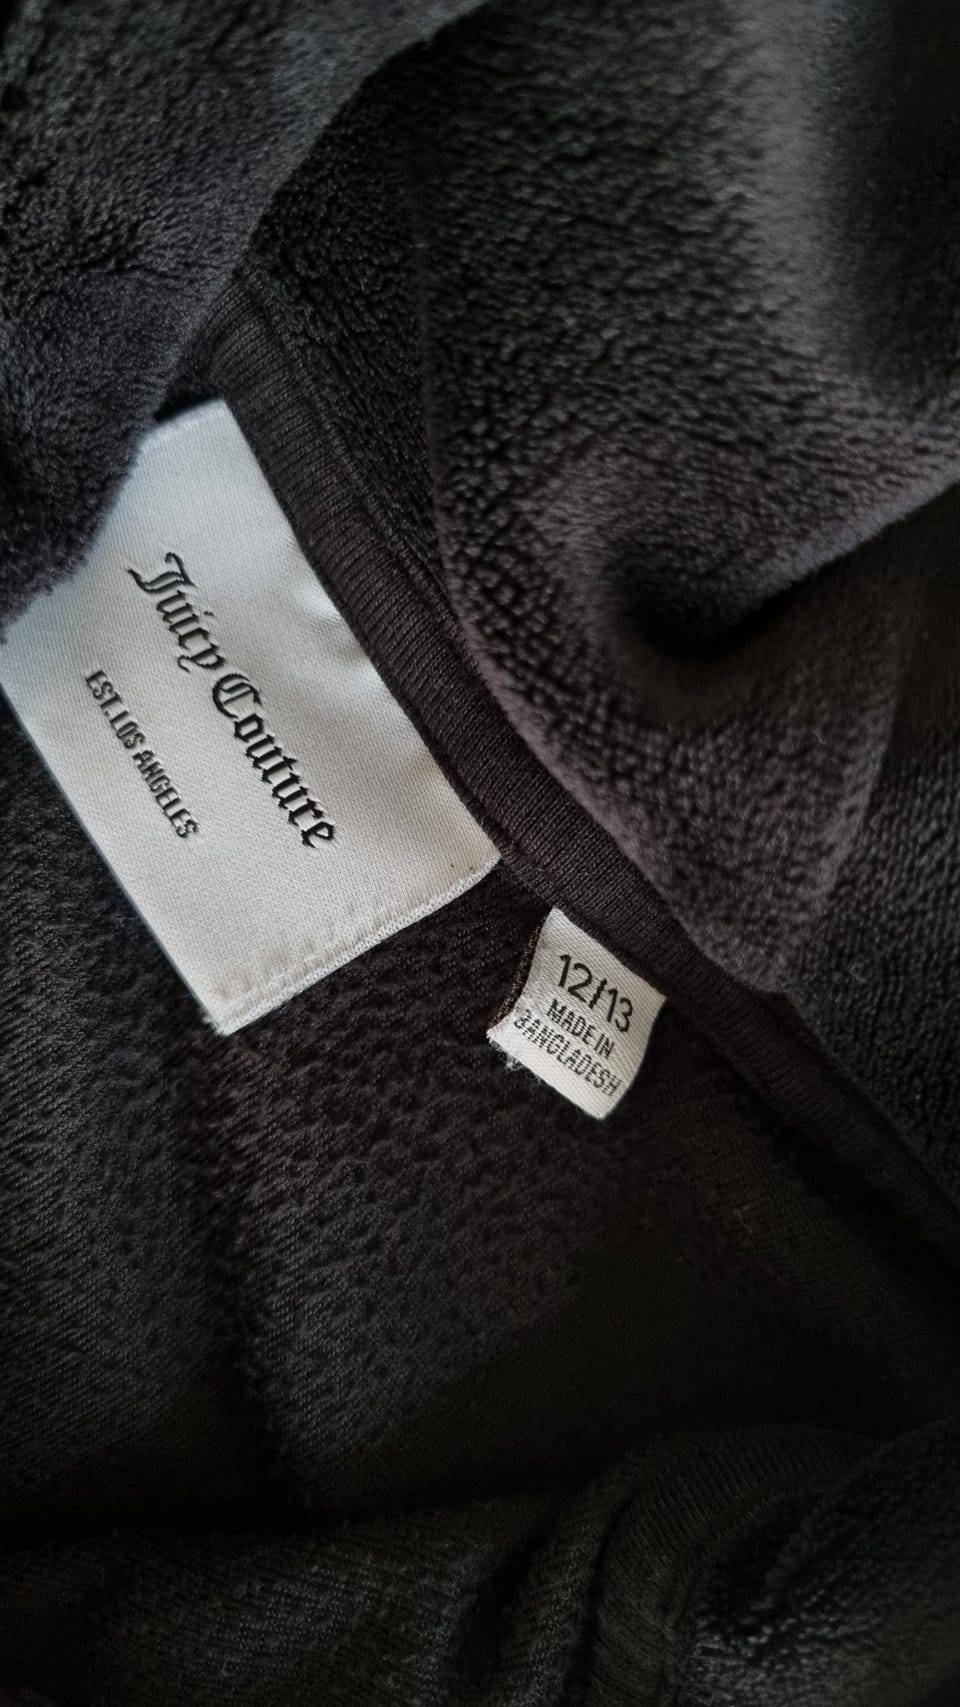 Juicy Couture
EST. LOS ANGELES
12/13
MADE IN
BANGLADESH